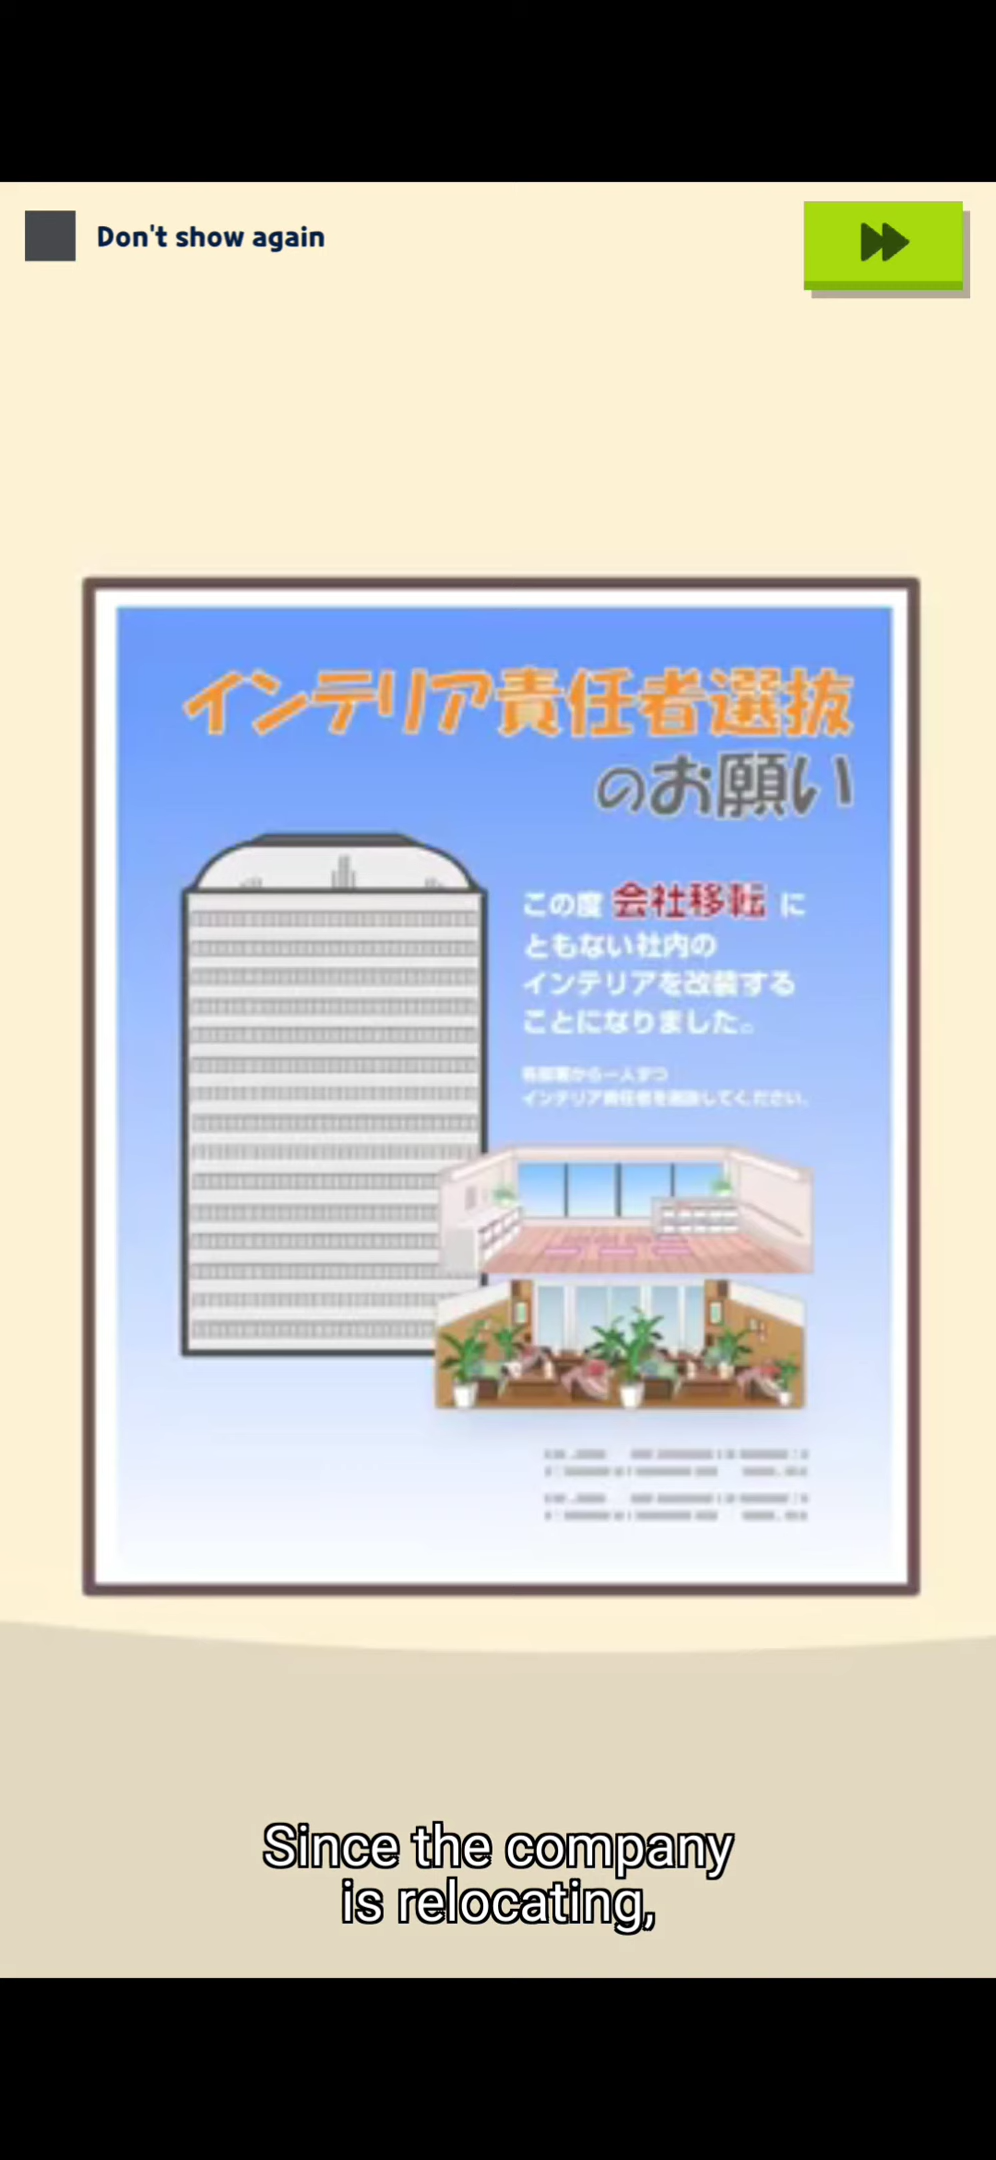 Don't show again
インテリア責任者選抜
のお願い
この度 会社移転 に
ともない社内の
インテリアを改装する
ことになりました。
各部署から一人ずつ
インテリア責任者を選抜してください。
Since the company
is relocating,